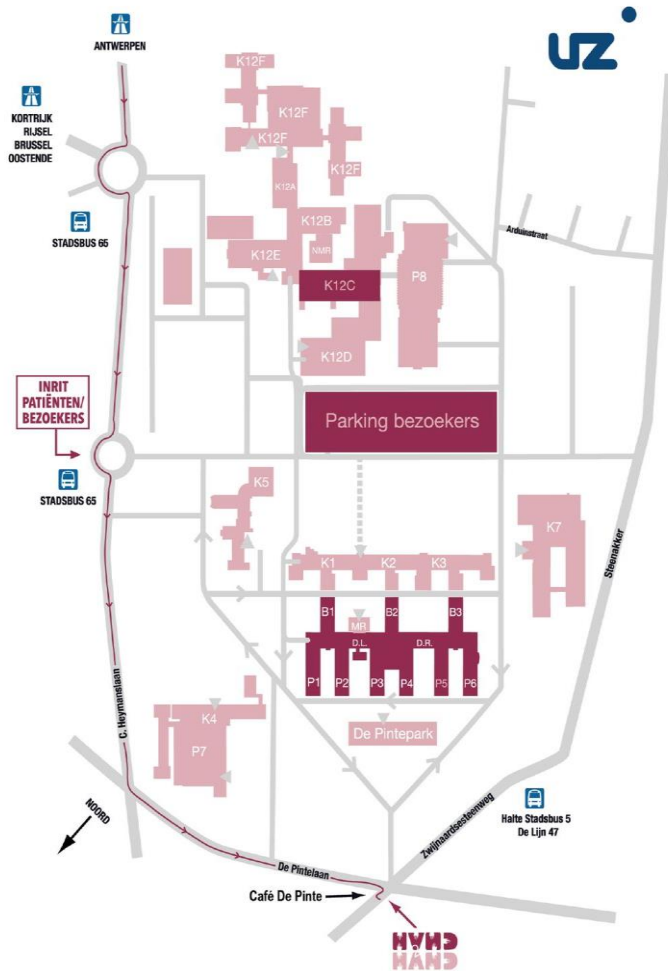 UZ
ANTWERPEN
KORTRIJK
RIJSEL
BRUSSEL
OOSTENDE
STADSBUS 65
K12F
K12F
K12F
K12F
K12A
K12B
NMR
K12E
K12C
P8
K12D
Arduinstraat
INRIT
PATIËNTEN/
BEZOEKERS
Parking bezoekers
STADSBUS 65
K5
K7
Steenakker
K1
K2
K3
B1
B2
B3
MR
D.L.
D.R.
P1
P2
P3
P4
P5
P6
C. Heymanslaan
K4
P7
De Pintepark
NOORD
Zwijnaardsesteenweg
Halte Stadsbus 5
De Lijn 47
De Pintelaan
Café De Pinte